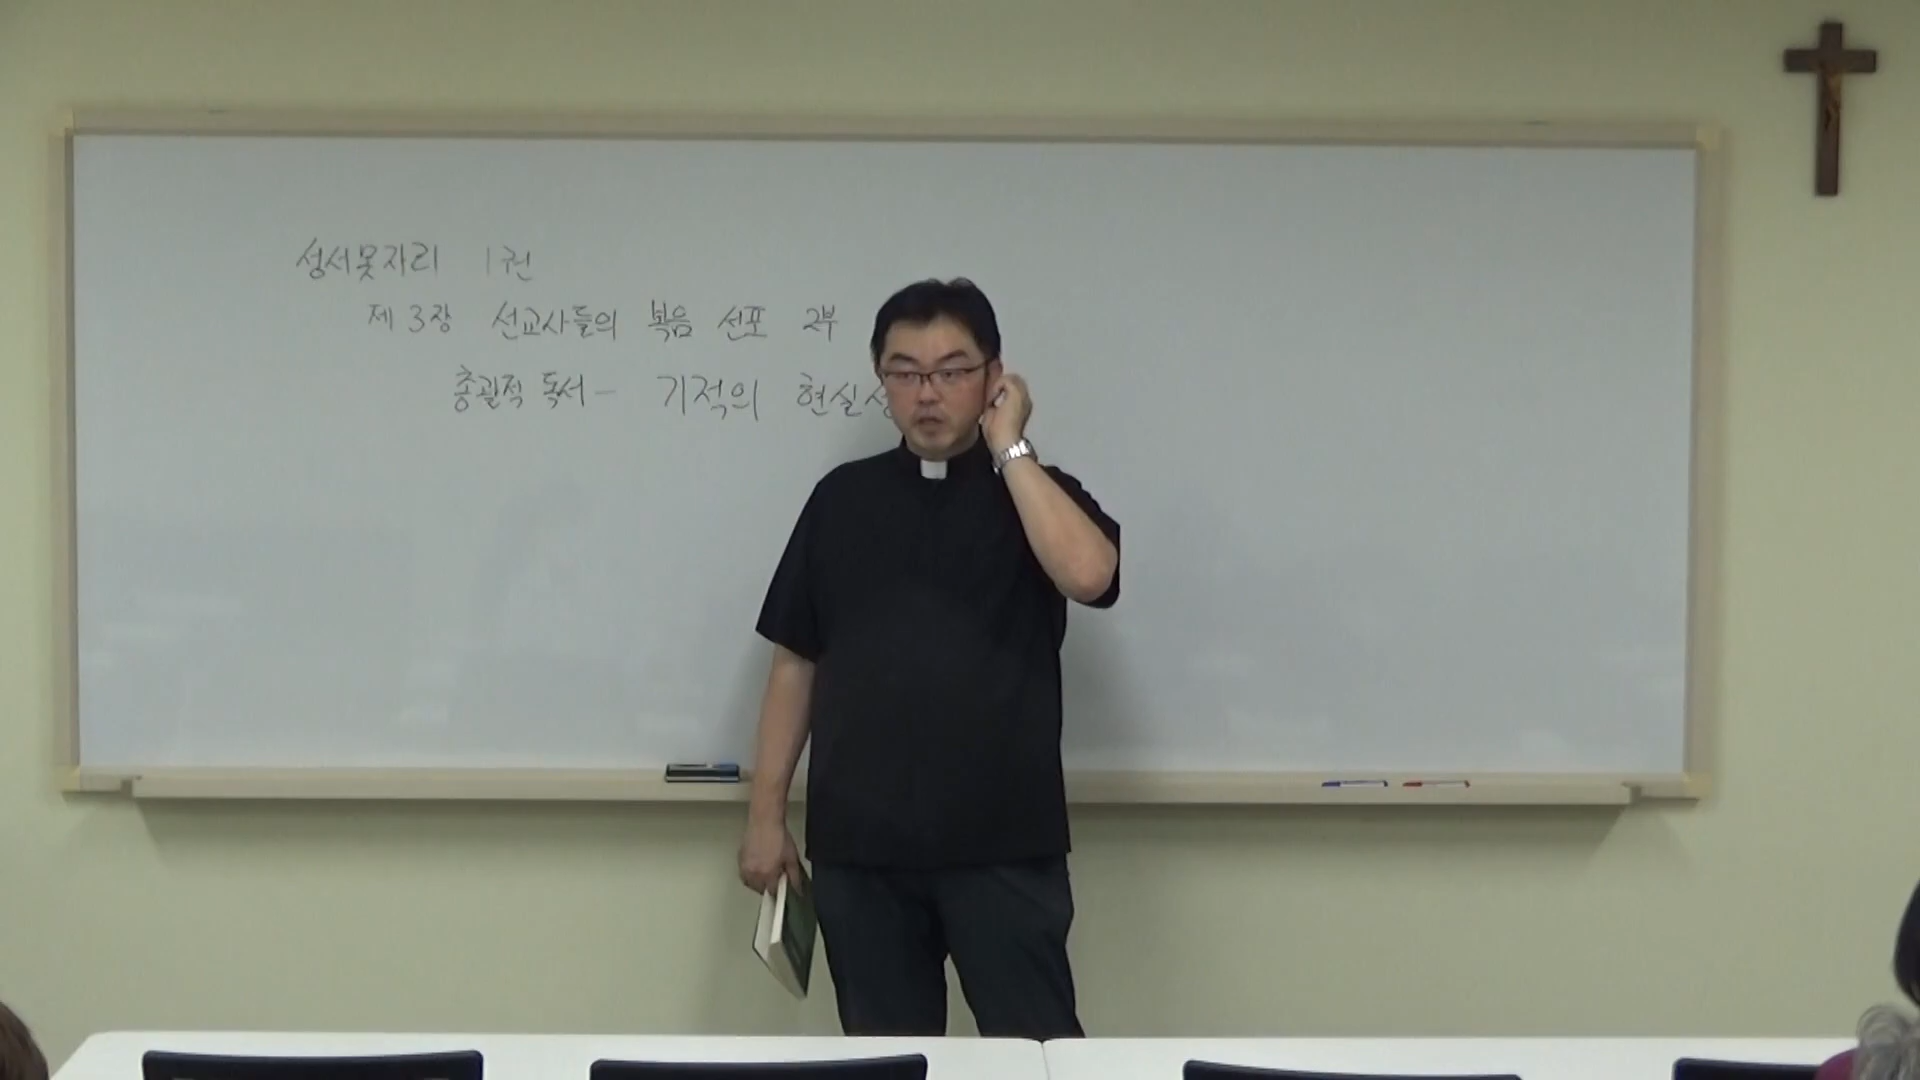 성서못자리 1권
제 3장 선교사들의 복음 선포 2부
총괄적 독서 - 기적의 현실성